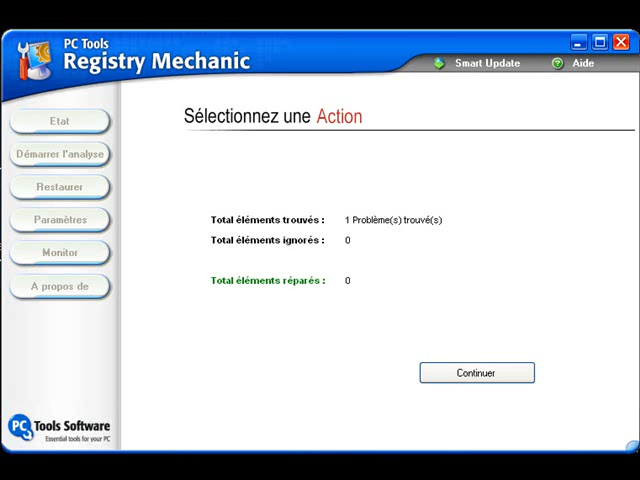 PC Tools
Registry Mechanic
Smart Update
Aide
Sélectionnez une Action
Etat
Démarrer l'analyse
Restaurer
Paramètres
Monitor
A propos de
Total éléments trouvés : 1 Problème(s) trouvé(s)
Total éléments ignorés : 0
Total éléments réparés : 0
Continuer
PC Tools Software
Essential tools for your PC